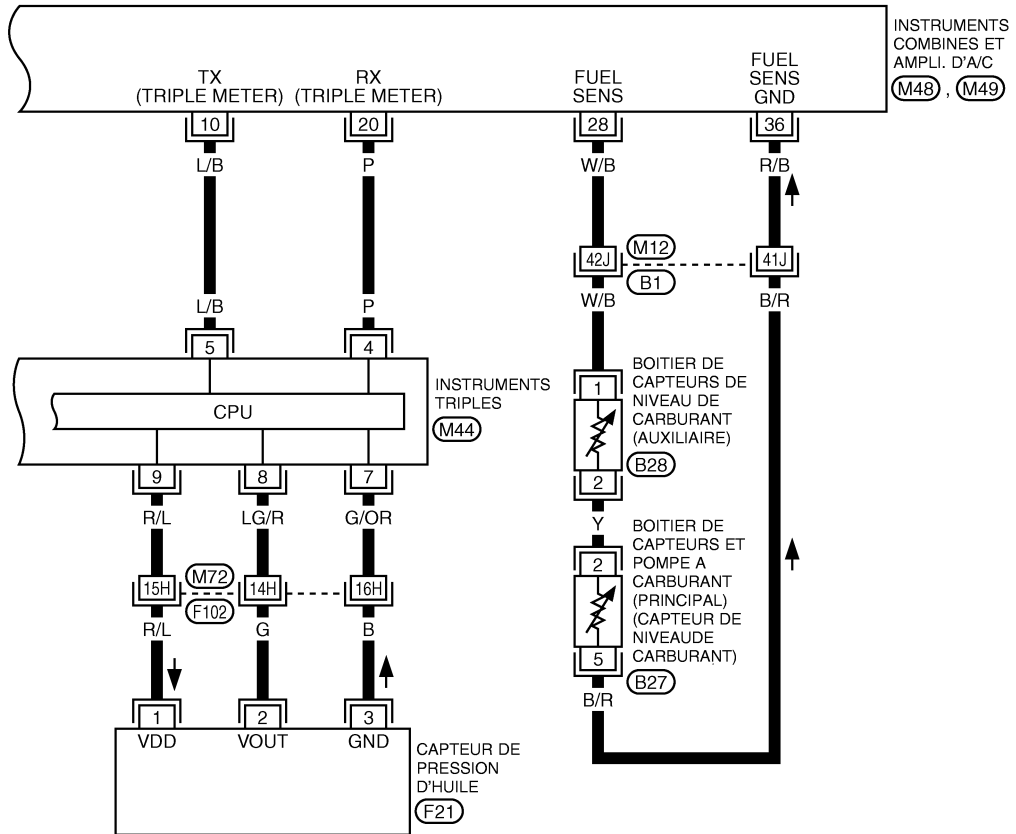 INSTRUMENTS
COMBINES ET
AMPLI. D'A/C
M48 , M49
TX
(TRIPLE METER)
RX
(TRIPLE METER)
FUEL
SENS
FUEL
SENS
GND
10
20
28
36
L/B
P
W/B
R/B
42J
M12
B1
41J
L/B
P
W/B
B/R
5
4
CPU
INSTRUMENTS
TRIPLES
M44
1
BOITIER DE
CAPTEURS DE
NIVEAU DE
CARBURANT
(AUXILIAIRE)
B28
2
9
8
7
R/L
LG/R
G/OR
Y
BOITIER DE
CAPTEURS ET
POMPE A
CARBURANT
(PRINCIPAL)
(CAPTEUR DE
NIVEAUDE
CARBURANT)
B27
2
5
B/R
15H
M72
F102
14H
16H
R/L
G
B
1
2
3
VDD
VOUT
GND
CAPTEUR DE
PRESSION
D'HUILE
F21